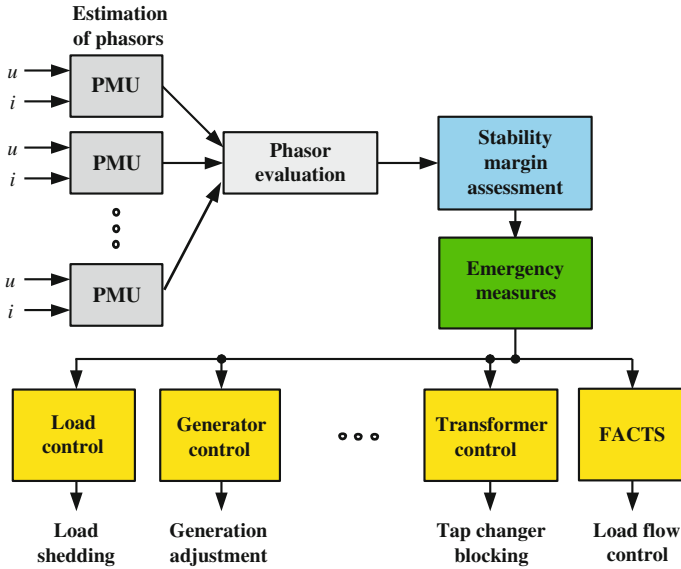 Estimation
of phasors
u
i
PMU
u
i
PMU
u
i
PMU
Phasor
evaluation
Stability
margin
assessment
Emergency
measures
Load
control
Generator
control
Transformer
control
FACTS
Load
shedding
Generation
adjustment
Tap changer
blocking
Load flow
control